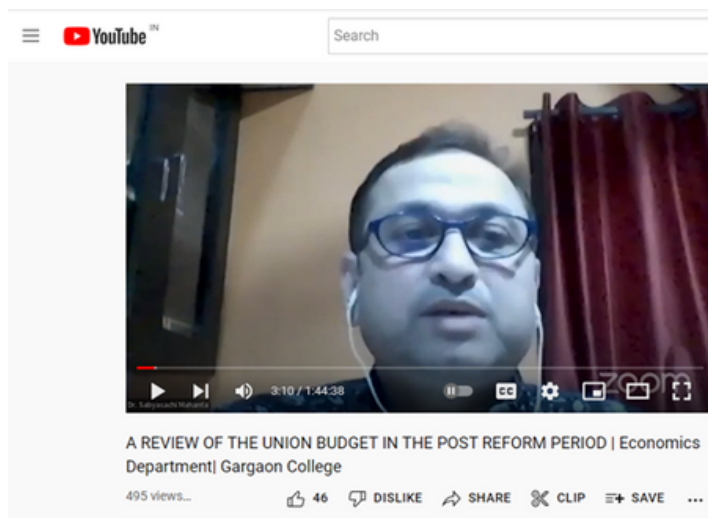 YouTube IN
Search
zoom
3:10 / 1:44:38
CC
Dr. Sabyasachi Mahanta
A REVIEW OF THE UNION BUDGET IN THE POST REFORM PERIOD | Economics
Department| Gargaon College
495 views...
46
DISLIKE
SHARE
CLIP
SAVE
...